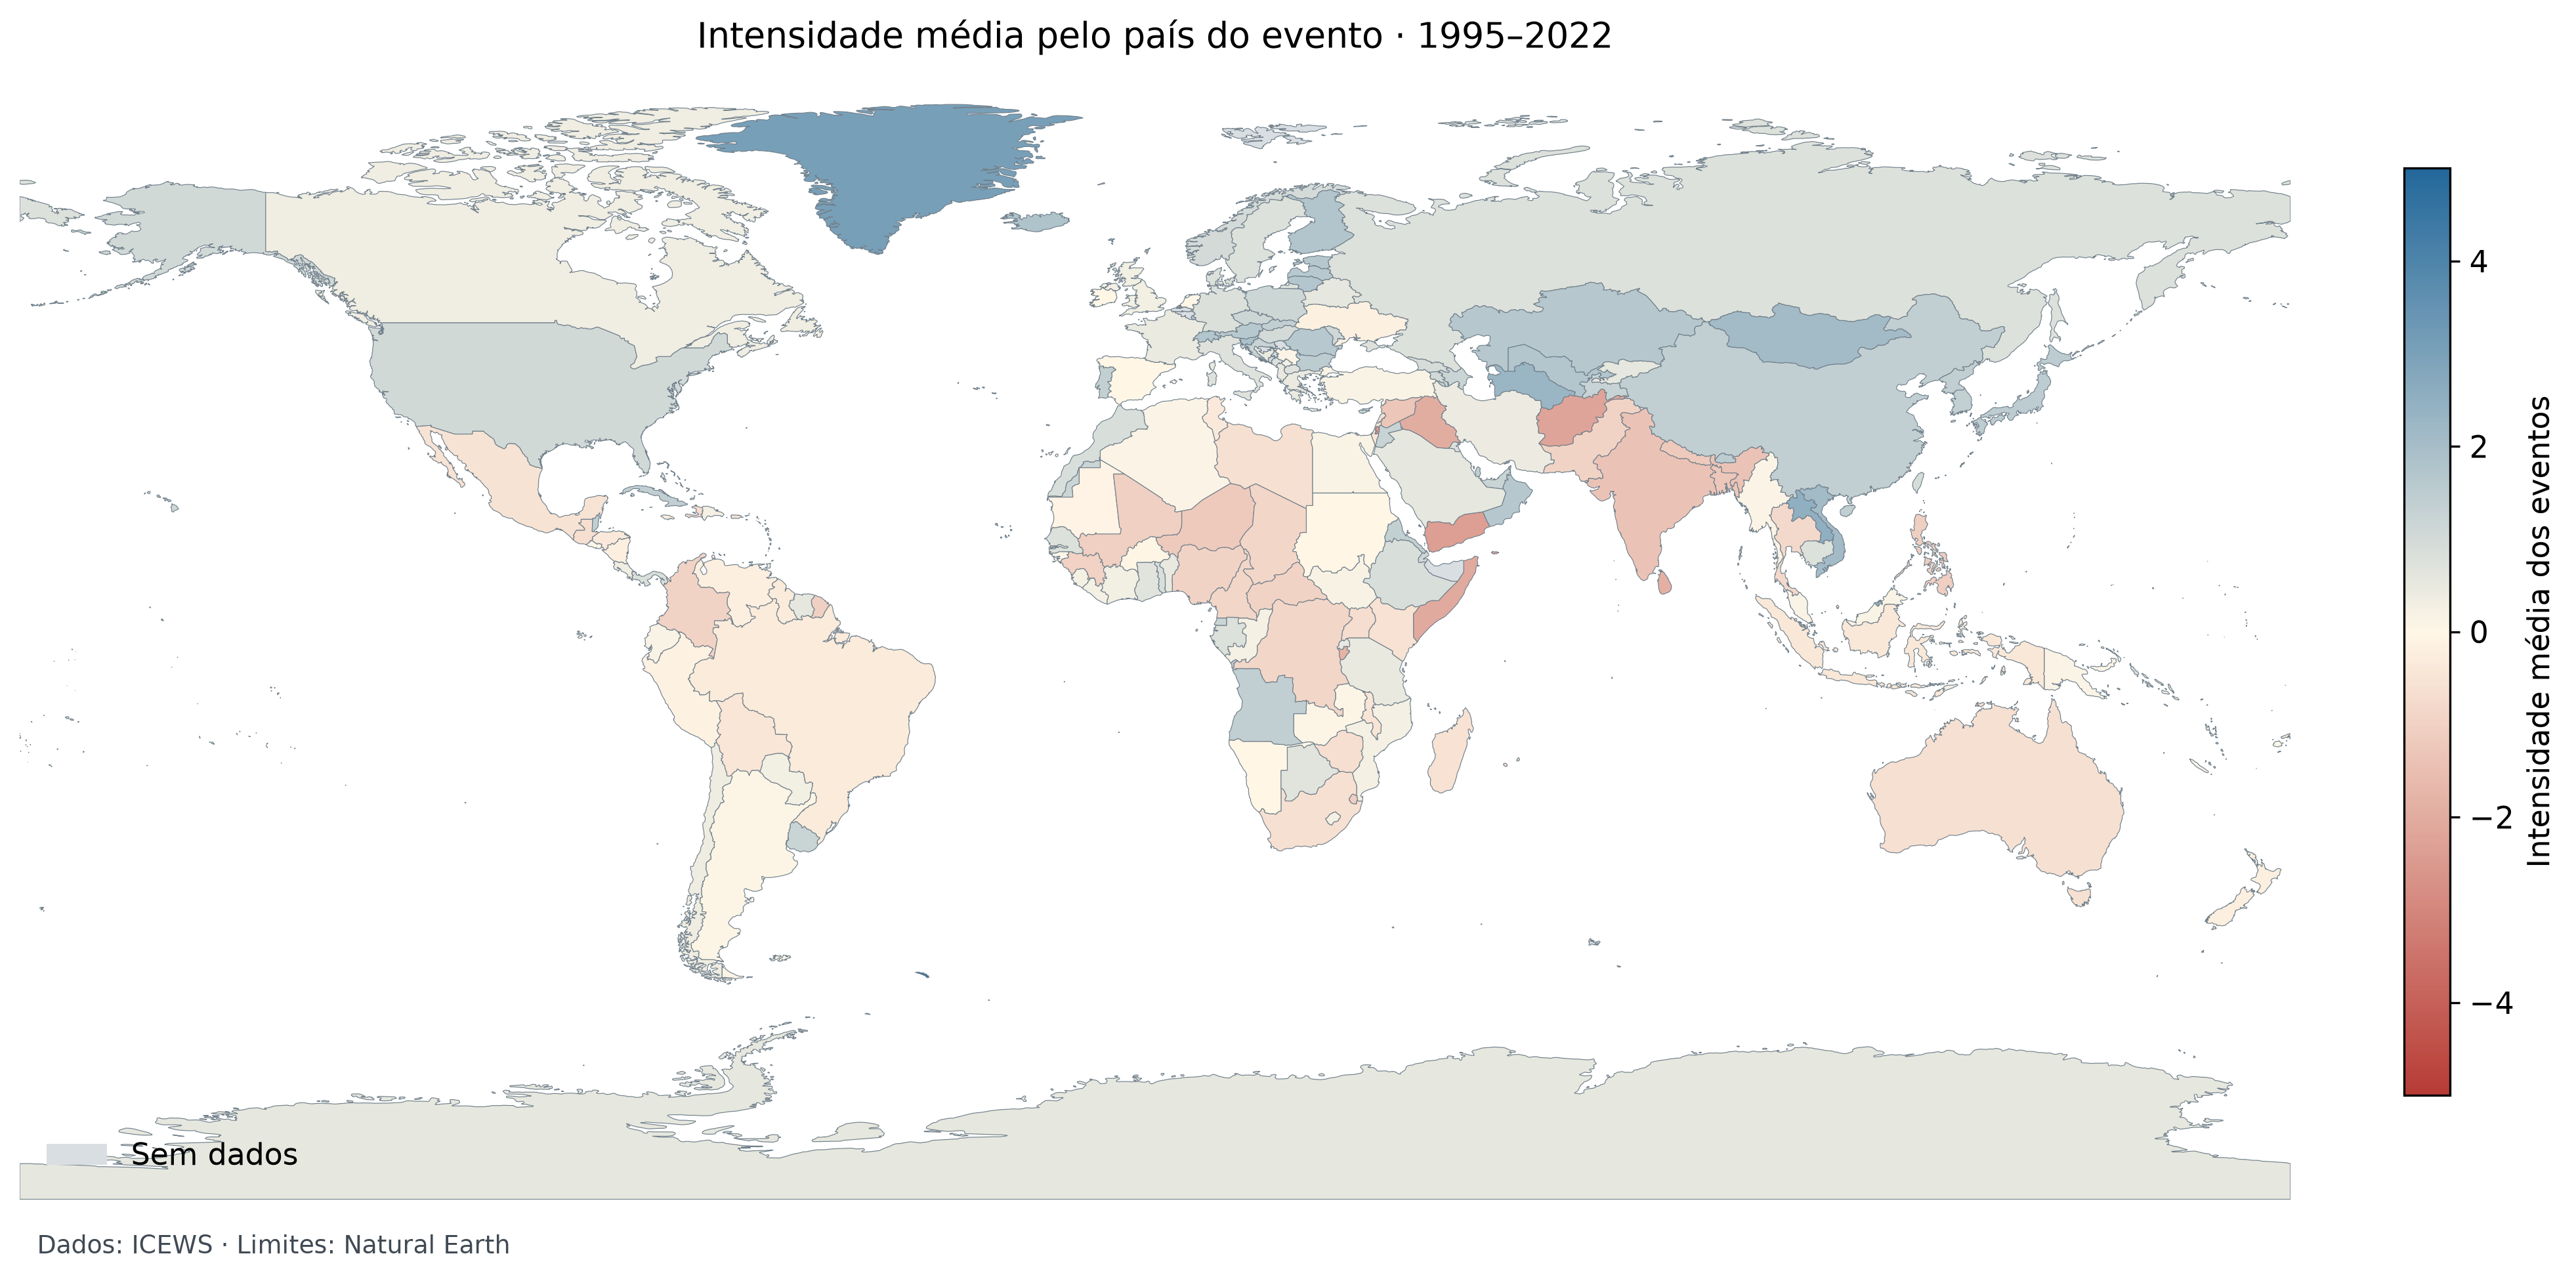 Intensidade média pelo país do evento · 1995–2022
4
2
0
−2
−4
Intensidade média dos eventos
Sem dados
Dados: ICEWS · Limites: Natural Earth